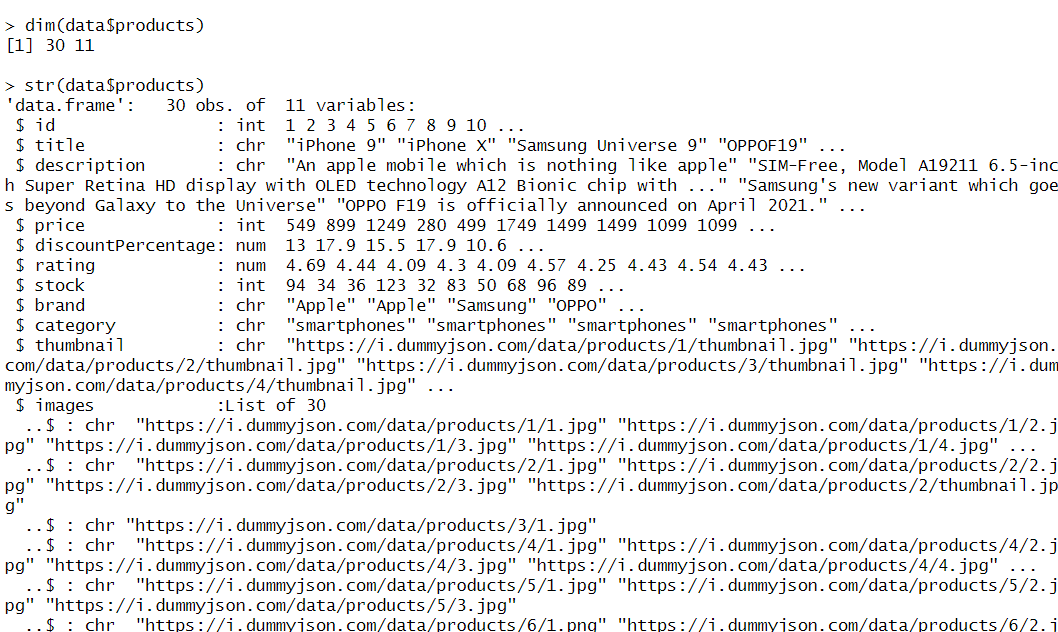 > dim(data$products)
[1] 30 11
> str(data$products)
'data.frame':   30 obs. of  11 variables:
 $ id                : int  1 2 3 4 5 6 7 8 9 10 ...
 $ title             : chr  "iPhone 9" "iPhone X" "Samsung Universe 9" "OPPOF19" ...
 $ description       : chr  "An apple mobile which is nothing like apple" "SIM-Free, Model A19211 6.5-inc
h Super Retina HD display with OLED technology A12 Bionic chip with ..." "Samsung's new variant which goe
s beyond Galaxy to the Universe" "OPPO F19 is officially announced on April 2021." ...
 $ price             : int  549 899 1249 280 499 1749 1499 1499 1099 1099 ...
 $ discountPercentage: num  13 17.9 15.5 17.9 10.6 ...
 $ rating            : num  4.69 4.44 4.09 4.3 4.09 4.57 4.25 4.43 4.54 4.43 ...
 $ stock             : int  94 34 36 123 32 83 50 68 96 89 ...
 $ brand             : chr  "Apple" "Apple" "Samsung" "OPPO" ...
 $ category          : chr  "smartphones" "smartphones" "smartphones" "smartphones" ...
 $ thumbnail         : chr  "https://i.dummyjson.com/data/products/1/thumbnail.jpg" "https://i.dummyjson.
com/data/products/2/thumbnail.jpg" "https://i.dummyjson.com/data/products/3/thumbnail.jpg" "https://i.dum
myjson.com/data/products/4/thumbnail.jpg" ...
 $ images            :List of 30
  ..$ : chr  "https://i.dummyjson.com/data/products/1/1.jpg" "https://i.dummyjson.com/data/products/1/2.j
pg" "https://i.dummyjson.com/data/products/1/3.jpg" "https://i.dummyjson.com/data/products/1/4.jpg" ...
  ..$ : chr  "https://i.dummyjson.com/data/products/2/1.jpg" "https://i.dummyjson.com/data/products/2/2.j
pg" "https://i.dummyjson.com/data/products/2/3.jpg" "https://i.dummyjson.com/data/products/2/thumbnail.jp
g"
  ..$ : chr "https://i.dummyjson.com/data/products/3/1.jpg"
  ..$ : chr  "https://i.dummyjson.com/data/products/4/1.jpg" "https://i.dummyjson.com/data/products/4/2.j
pg" "https://i.dummyjson.com/data/products/4/3.jpg" "https://i.dummyjson.com/data/products/4/4.jpg" ...
  ..$ : chr  "https://i.dummyjson.com/data/products/5/1.jpg" "https://i.dummyjson.com/data/products/5/2.j
pg" "https://i.dummyjson.com/data/products/5/3.jpg"
  ..$ : chr  "https://i.dummyjson.com/data/products/6/1.png" "https://i.dummyjson.com/data/products/6/2.j